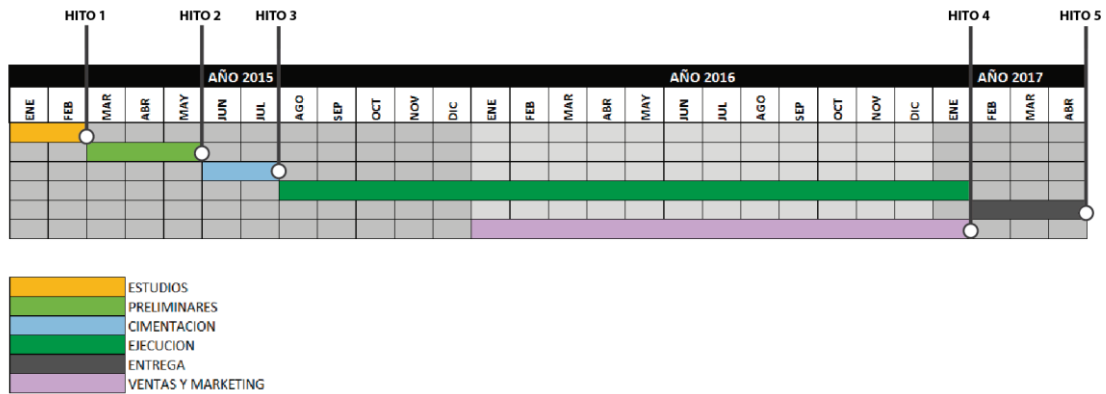 HITO 1 HITO 2 HITO 3 HITO 4 HITO 5
AÑO 2015 AÑO 2016 AÑO 2017
ENE FEB MAR ABR MAY JUN JUL AGO SEP OCT NOV DIC ENE FEB MAR ABR MAY JUN JUL AGO SEP OCT NOV DIC ENE FEB MAR ABR
ESTUDIOS
PRELIMINARES
CIMENTACION
EJECUCION
ENTREGA
VENTAS Y MARKETING